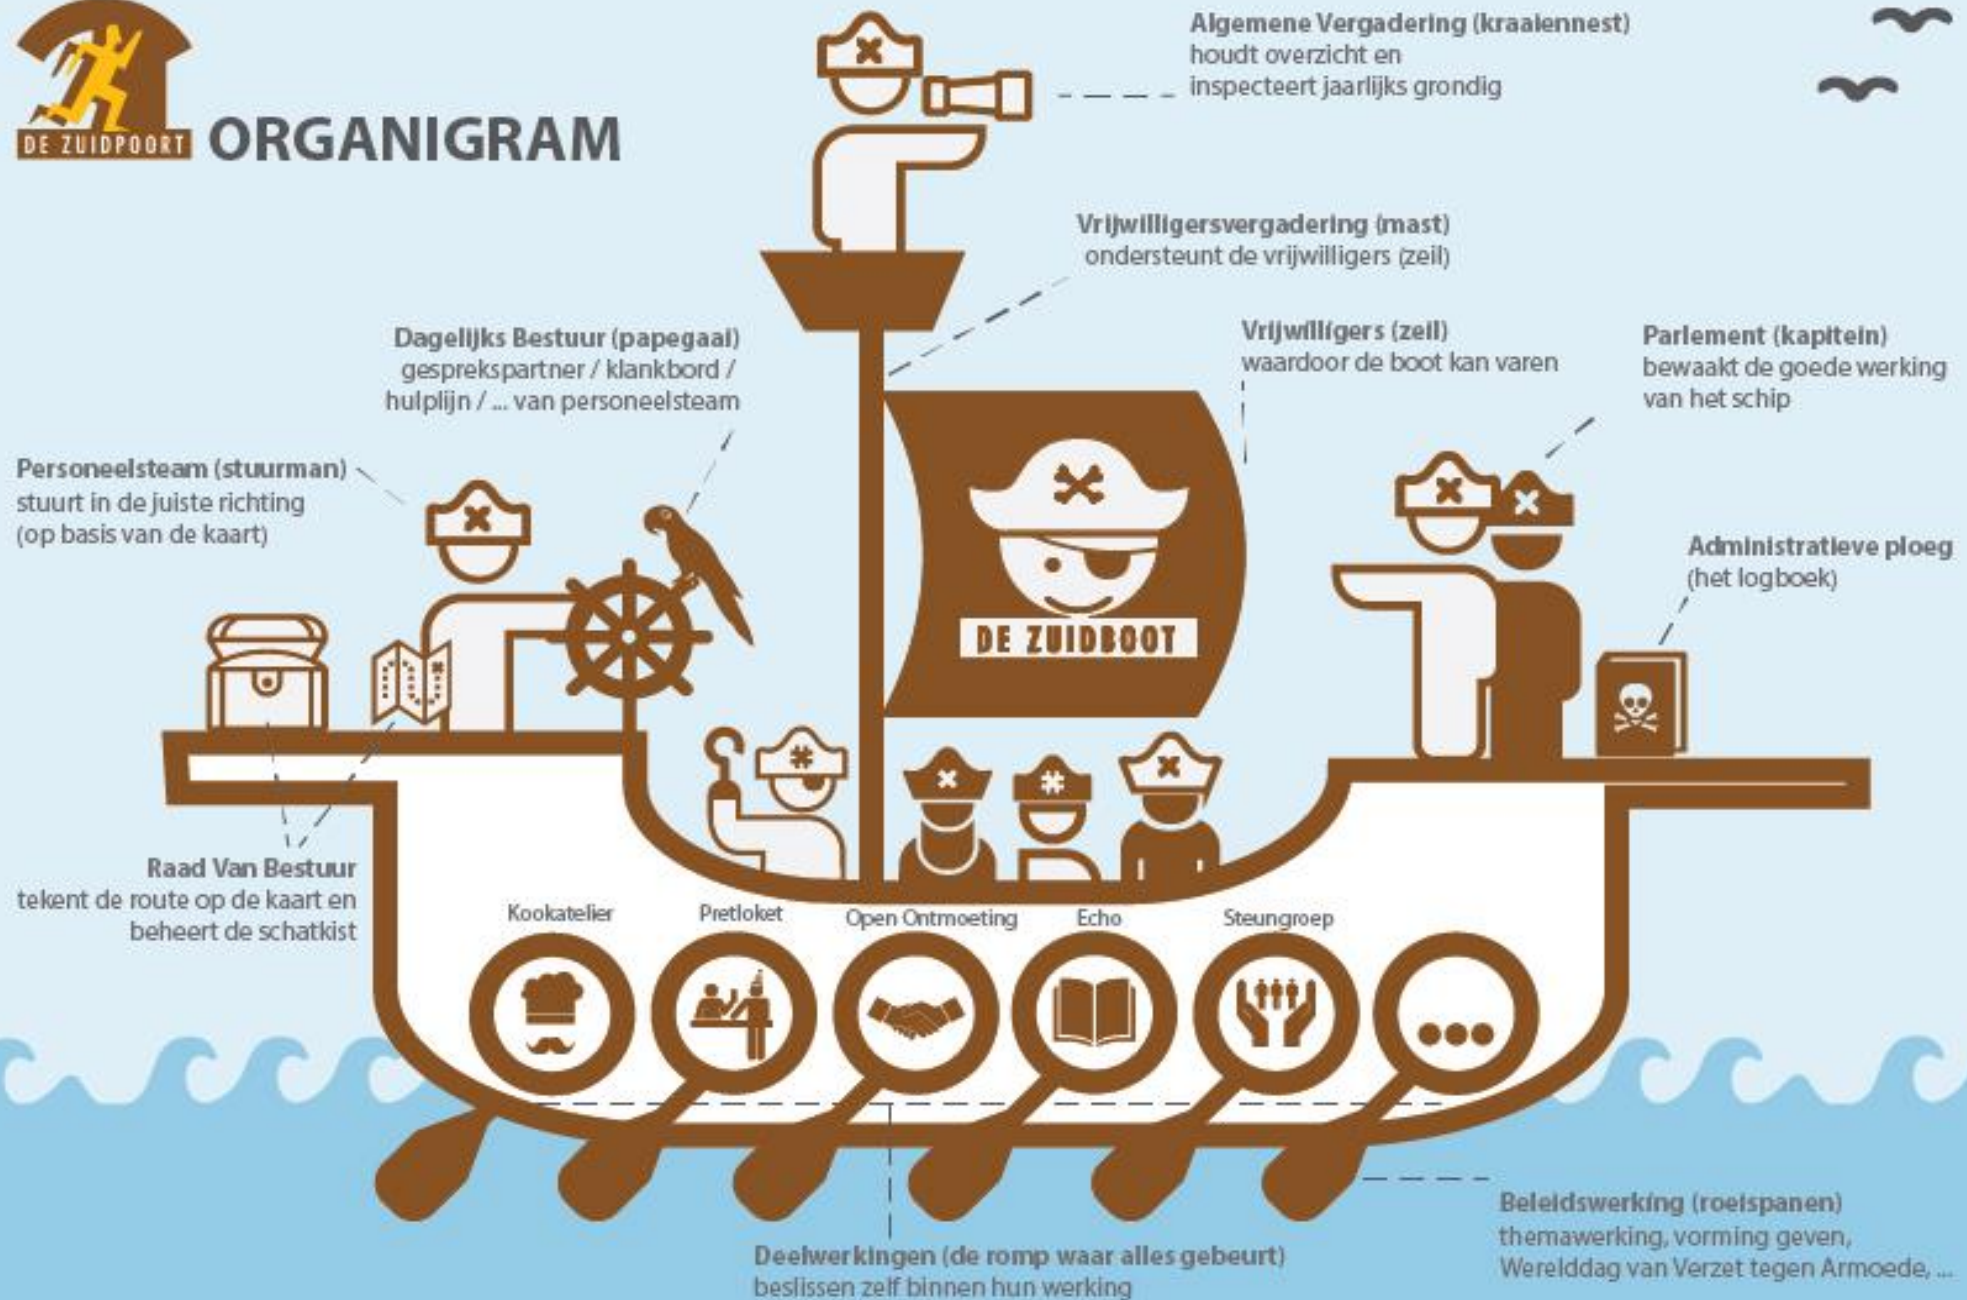 DE ZUIDPOORT
ORGANIGRAM
Algemene Vergadering (kraaiennest)
houdt overzicht en
inspecteert jaarlijks grondig
Vrijwilligersvergadering (mast)
ondersteunt de vrijwilligers (zeil)
Dagelijks Bestuur (papegaai)
gesprekspartner / klankbord /
hulplijn / ... van personeelsteam
Vrijwilligers (zeil)
waardoor de boot kan varen
Parlement (kapitein)
bewaakt de goede werking
van het schip
Personeelsteam (stuurman)
stuurt in de juiste richting
(op basis van de kaart)
Administratieve ploeg
(het logboek)
DE ZUIDBOOT
Raad Van Bestuur
tekent de route op de kaart en
beheert de schatkist
Kookatelier
Pretloket
Open Ontmoeting
Echo
Steungroep
Beleidswerking (roeispanen)
themawerking, vorming geven,
Werelddag van Verzet tegen Armoede, ...
Deelwerkingen (de romp waar alles gebeurt)
beslissen zelf binnen hun werking